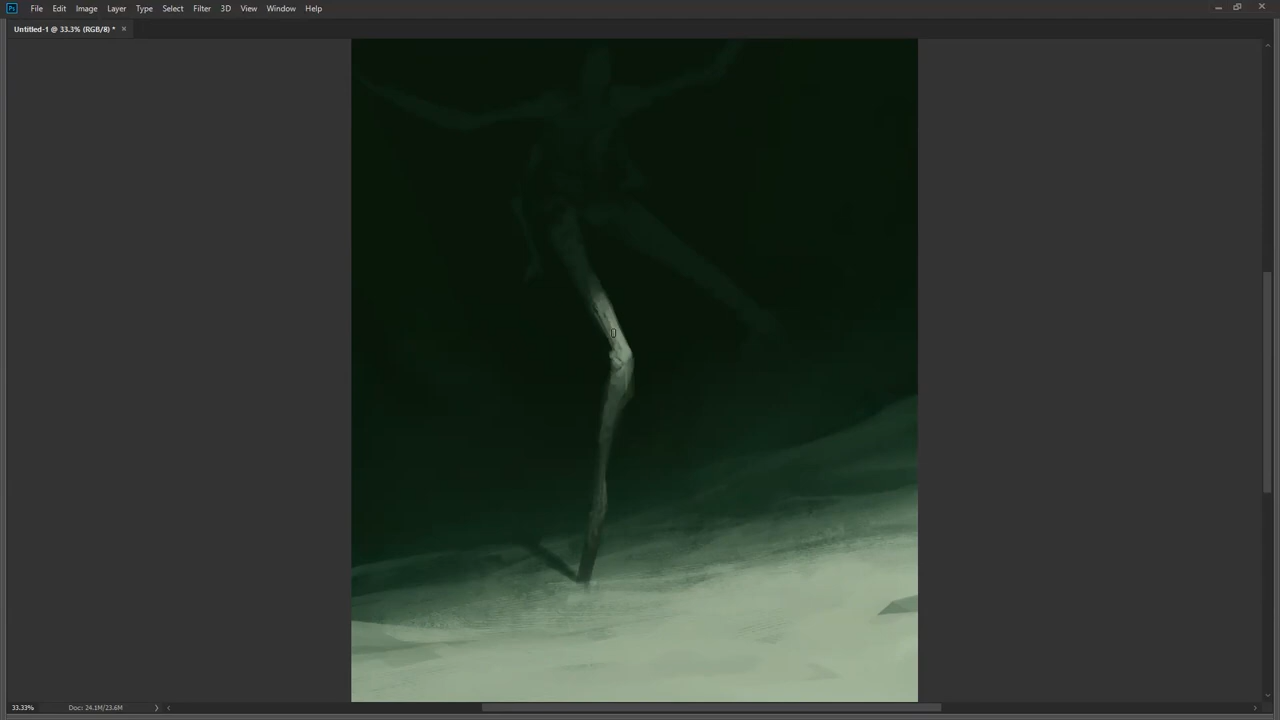 Ps File Edit Image Layer Type Select Filter 3D View Window Help
Untitled-1 @ 33.3% (RGB/8) * ×
33.33% Doc: 24.1M/23.6M